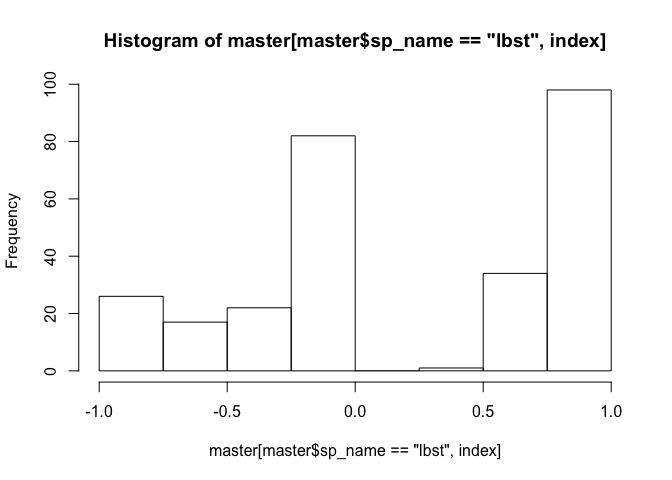 Histogram of master[master$sp_name == "lbst", index]
Frequency
100
80
60
40
20
0
-1.0 -0.5 0.0 0.5 1.0
master[master$sp_name == "lbst", index]